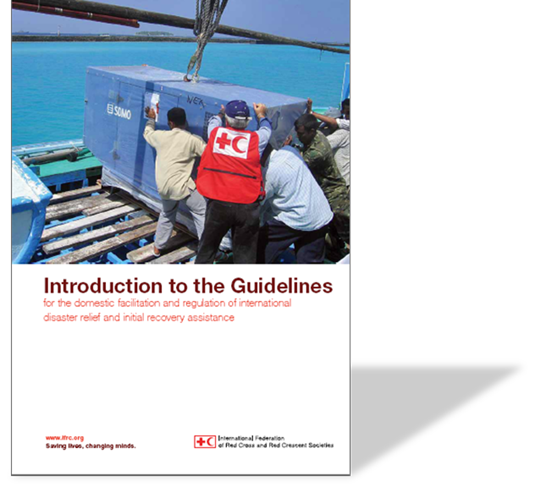 SDMO
Introduction to the Guidelines
for the domestic facilitation and regulation of international
disaster relief and initial recovery assistance
www.ifrc.org
Saving lives, changing minds.
International Federation
of Red Cross and Red Crescent Societies